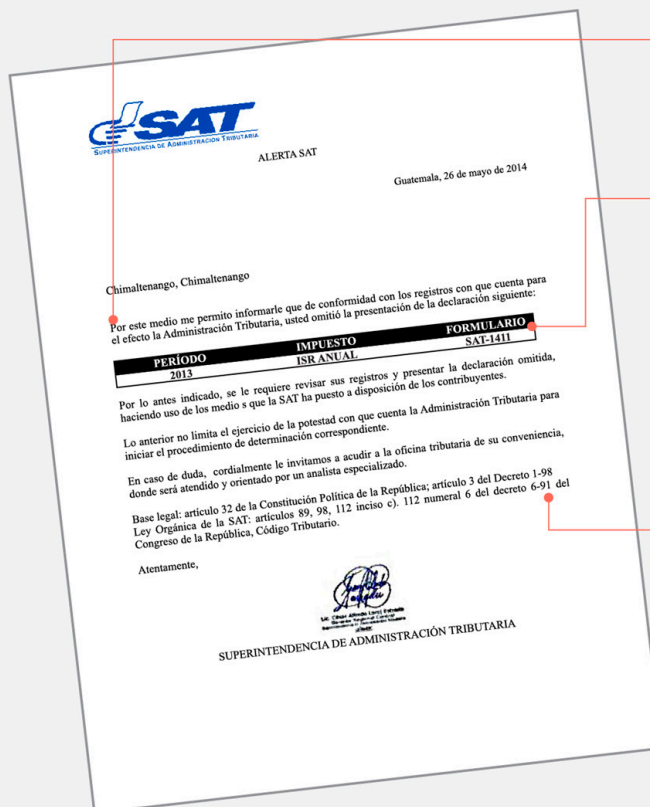 SAT
SUPERINTENDENCIA DE ADMINISTRACION TRIBUTARIA
ALERTA SAT
Guatemala, 26 de mayo de 2014
Chimaltenango, Chimaltenango
Por este medio me permito informarle que de conformidad con los registros con que cuenta para
el efecto la Administración Tributaria, usted omitió la presentación de la declaración siguiente:
PERÍODO IMPUESTO FORMULARIO
2013 ISR ANUAL SAT-1411
Por lo antes indicado, se le requiere revisar sus registros y presentar la declaración omitida,
haciendo uso de los medio s que la SAT ha puesto a disposición de los contribuyentes.
Lo anterior no limita el ejercicio de la potestad con que cuenta la Administración Tributaria para
iniciar el procedimiento de determinación correspondiente.
En caso de duda, cordialmente le invitamos a acudir a la oficina tributaria de su conveniencia,
donde será atendido y orientado por un analista especializado.
Base legal: artículo 32 de la Constitución Política de la República; artículo 3 del Decreto 1-98
Ley Orgánica de la SAT: artículos 89, 98, 112 inciso c). 112 numeral 6 del decreto 6-91 del
Congreso de la República, Código Tributario.
Atentamente,
SUPERINTENDENCIA DE ADMINISTRACIÓN TRIBUTARIA